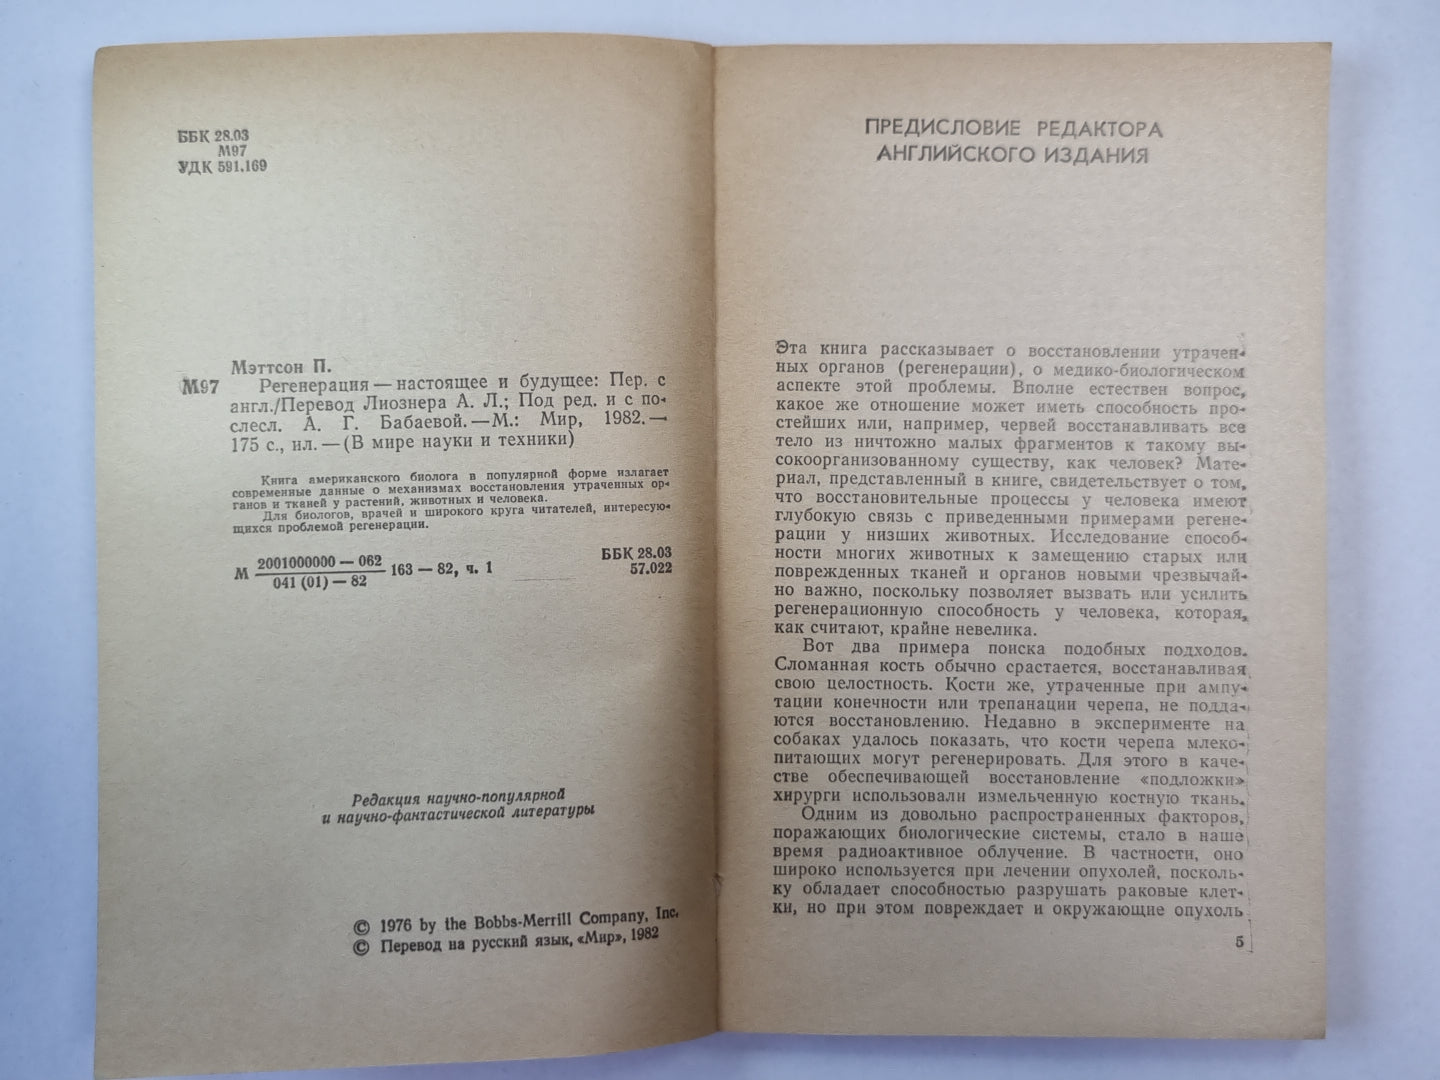 ББК 28.03
М97
УДК 591.169
Мэттсон П.
М97 Регенерация — настоящее и будущее: Пер. с
англ./Перевод Лиознера А. Л.; Под ред. и с по-
слесл. А. Г. Бабаевой. — М.: Мир, 1982. —
175 с., ил. — (В мире науки и техники)
Книга американского биолога в популярной форме излагает
современные данные о механизмах восстановления утраченных ор-
ганов и тканей у растений, животных и человека.
Для биологов, врачей и широкого круга читателей, интересую-
щихся проблемой регенерации.
М 2001000000 — 062
041 (01) — 82 163 — 82, ч. 1
ББК 28.03
57.022
Редакция научно-популярной
и научно-фантастической литературы
© 1976 by the Bobbs-Merrill Company, Inc.
© Перевод на русский язык, «Мир», 1982
ПРЕДИСЛОВИЕ РЕДАКТОРА
АНГЛИЙСКОГО ИЗДАНИЯ
Эта книга рассказывает о восстановлении утрачен-
ных органов (регенерации), о медико-биологическом
аспекте этой проблемы. Вполне естествен вопрос,
какое же отношение может иметь способность про-
стейших или, например, червей восстанавливать все
тело из ничтожно малых фрагментов к такому вы-
сокоорганизованному существу, как человек? Мате-
риал, представленный в книге, свидетельствует о том,
что восстановительные процессы у человека имеют
глубокую связь с приведенными примерами регене-
рации у низших животных. Исследование способ-
ности многих животных к замещению старых или
поврежденных тканей и органов новыми чрезвычай-
но важно, поскольку позволяет вызвать или усилить
регенерационную способность у человека, которая,
как считают, крайне невелика.
Вот два примера поиска подобных подходов.
Сломанная кость обычно срастается, восстанавливая
свою целостность. Кости же, утраченные при ампу-
тации конечности или трепанации черепа, не подда-
ются восстановлению. Недавно в эксперименте на
собаках удалось показать, что кости черепа млеко-
питающих могут регенерировать. Для этого в каче-
стве обеспечивающей восстановление «подложки»
хирурги использовали измельченную костную ткань.
Одним из довольно распространенных факторов,
поражающих биологические системы, стало в наше
время радиоактивное облучение. В частности, оно
широко используется при лечении опухолей, посколь-
ку обладает способностью разрушать раковые клет-
ки, но при этом повреждает и окружающие опухоль
5